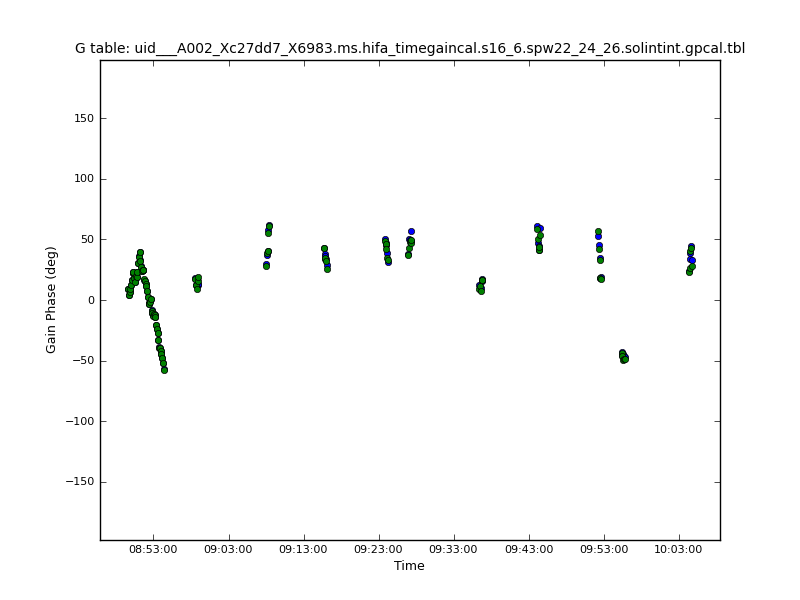 G table: uid___A002_Xc27dd7_X6983.ms.hifa_timegaincal.s16_6.spw22_24_26.solintint.gpcal.tbl
150
100
50
0
−50
−100
−150
Gain Phase (deg)
08:53:00 09:03:00 09:13:00 09:23:00 09:33:00 09:43:00 09:53:00 10:03:00
Time